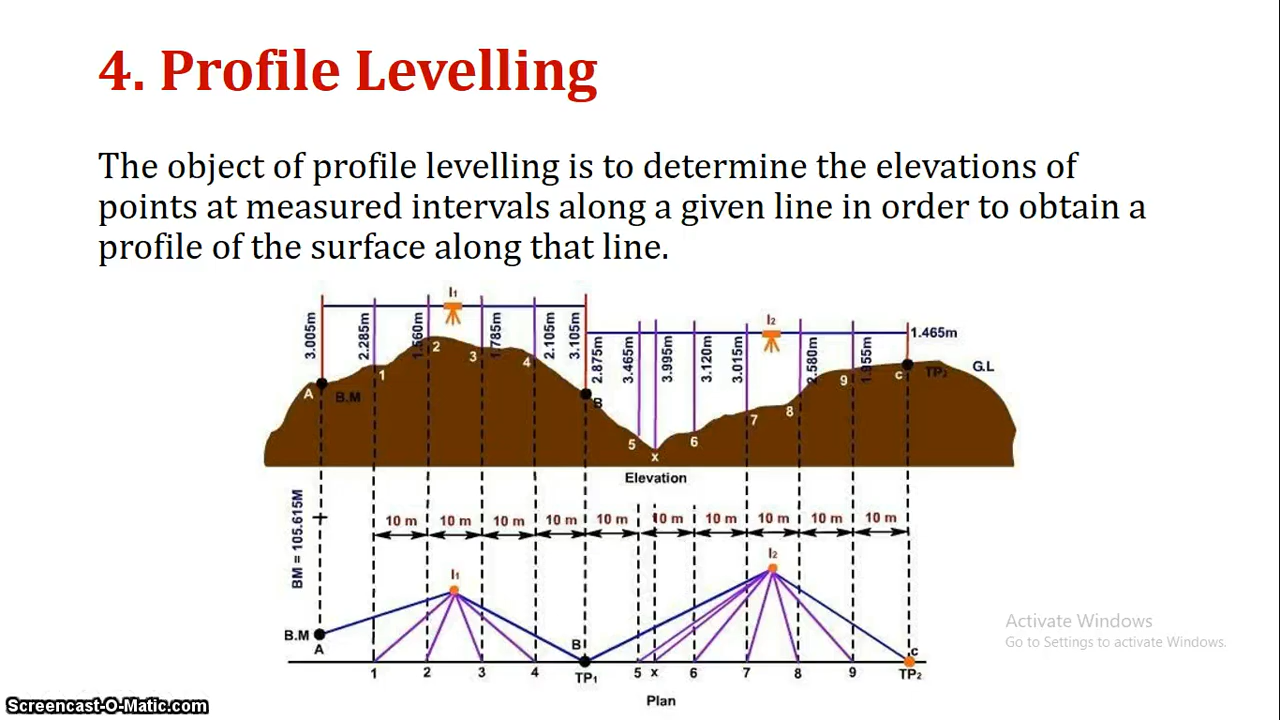 4. Profile Levelling
The object of profile levelling is to determine the elevations of
points at measured intervals along a given line in order to obtain a
profile of the surface along that line.
I₁
3.005m
2.285m
1.560m
1.785m
2.105m
3.105m
I₂
2.875m
3.465m
3.995m
3.120m
3.015m
2.580m
1.955m
1.465m
A
B.M
1
2
3
4
B
5
x
6
7
8
9
c
TP₂
G.L
Elevation
BM = 105.615M
10 m 10 m 10 m 10 m 10 m 10 m 10 m 10 m 10 m 10 m
I₁
I₂
B.M
A
B
c
1 2 3 4 TP₁ 5 x 6 7 8 9 TP₂
Plan
Activate Windows
Go to Settings to activate Windows.
Screencast-O-Matic.com